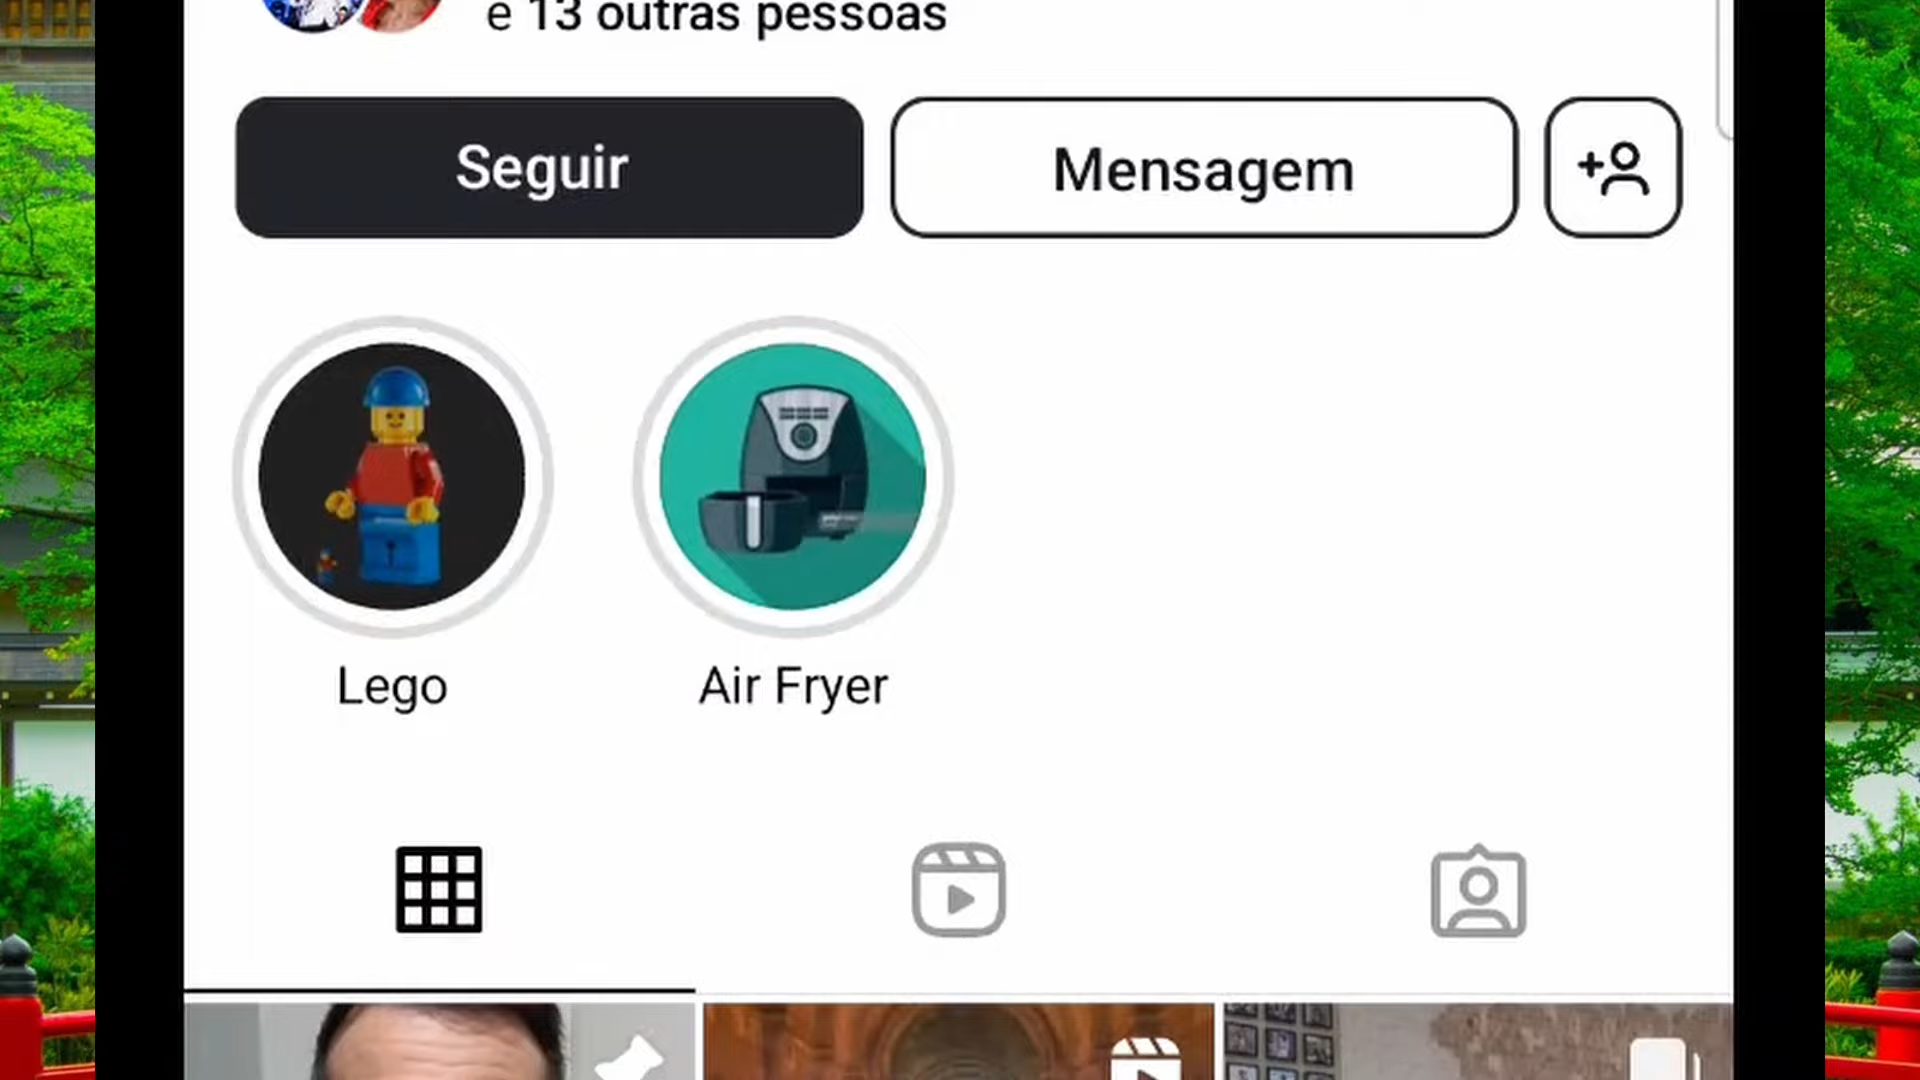 e 13 outras pessoas
Seguir
Mensagem
Lego
Air Fryer